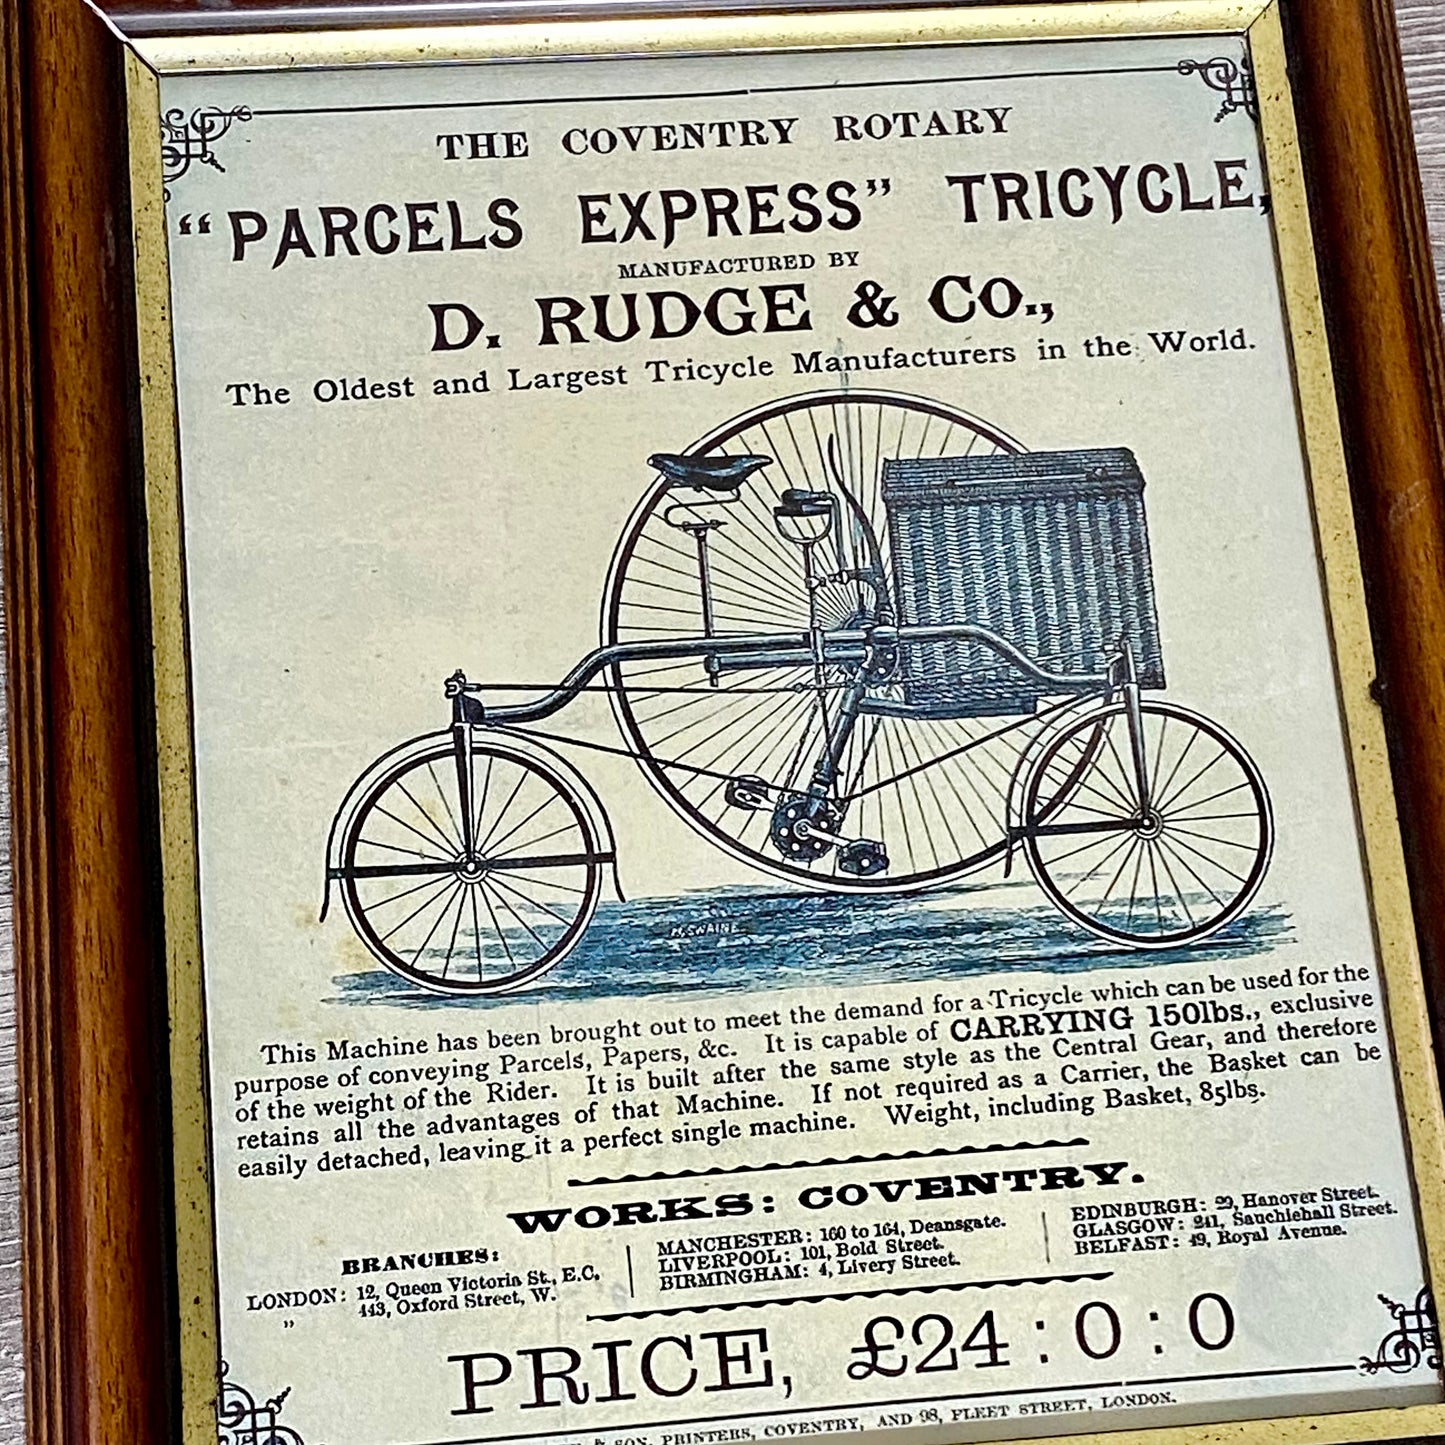 THE COVENTRY ROTARY
“PARCELS EXPRESS” TRICYCLE,
MANUFACTURED BY
D. RUDGE & CO.,
The Oldest and Largest Tricycle Manufacturers in the World.
SWAINE
This Machine has been brought out to meet the demand for a Tricycle which can be used for the
purpose of conveying Parcels, Papers, &c. It is capable of CARRYING 150lbs., exclusive
of the weight of the Rider. It is built after the same style as the Central Gear, and therefore
retains all the advantages of that Machine. If not required as a Carrier, the Basket can be
easily detached, leaving it a perfect single machine. Weight, including Basket, 85lbs.
WORKS: COVENTRY.
BRANCHES:
LONDON: 12, Queen Victoria St., E.C.
„ 443, Oxford Street, W.
MANCHESTER: 160 to 164, Deansgate.
LIVERPOOL: 101, Bold Street.
BIRMINGHAM: 4, Livery Street.
EDINBURGH: 29, Hanover Street.
GLASGOW: 241, Sauchiehall Street.
BELFAST: 49, Royal Avenue.
PRICE, £24 : 0 : 0
& SON, PRINTERS, COVENTRY, AND 98, FLEET STREET, LONDON.